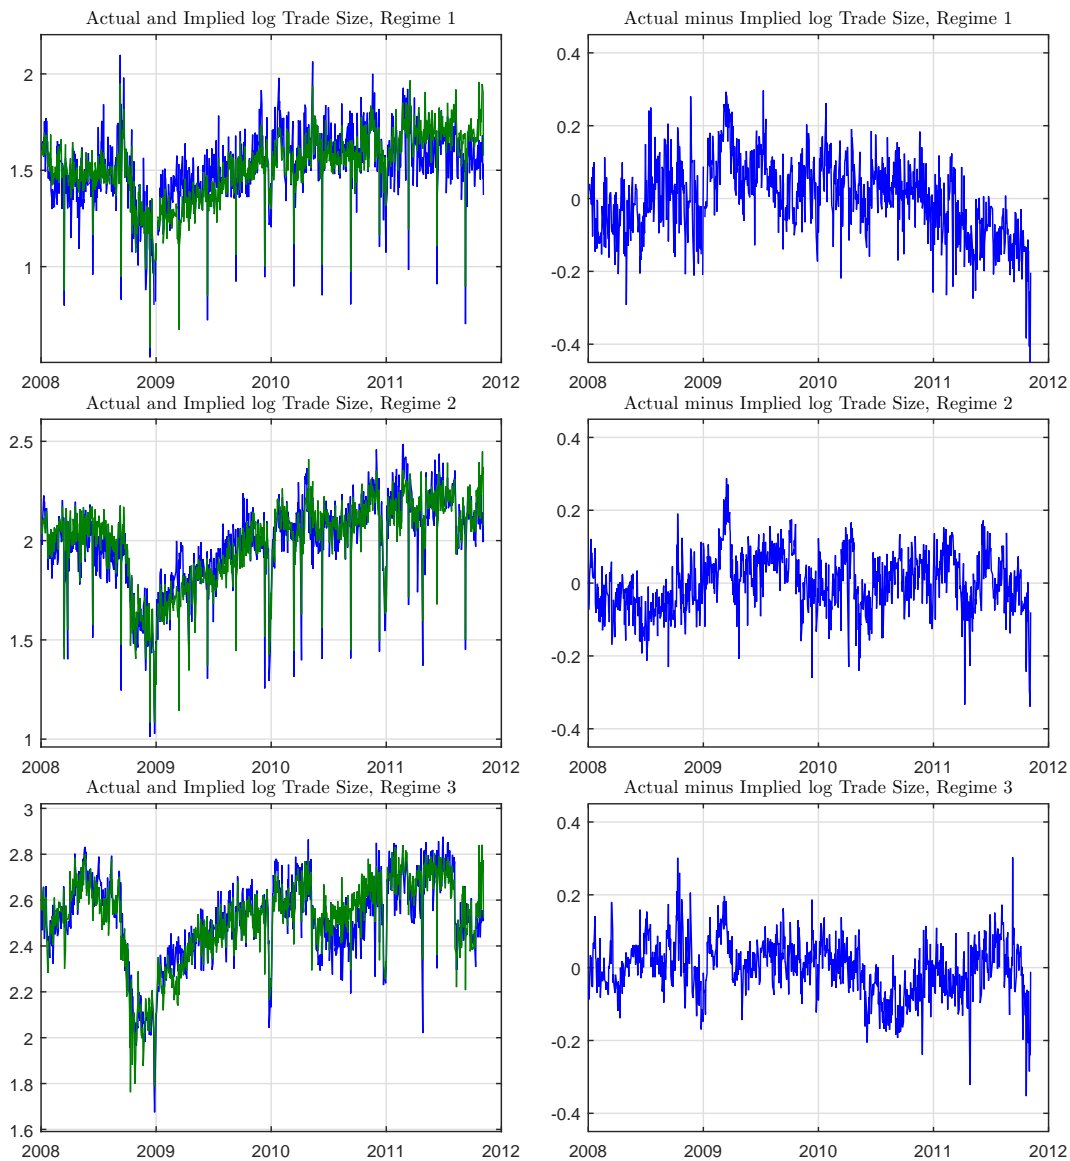 Actual and Implied log Trade Size, Regime 1
2
1.5
1
2008 2009 2010 2011 2012
Actual minus Implied log Trade Size, Regime 1
0.4
0.2
0
-0.2
-0.4
2008 2009 2010 2011 2012
Actual and Implied log Trade Size, Regime 2
2.5
2
1.5
1
2008 2009 2010 2011 2012
Actual minus Implied log Trade Size, Regime 2
0.4
0.2
0
-0.2
-0.4
2008 2009 2010 2011 2012
Actual and Implied log Trade Size, Regime 3
3
2.8
2.6
2.4
2.2
2
1.8
1.6
2008 2009 2010 2011 2012
Actual minus Implied log Trade Size, Regime 3
0.4
0.2
0
-0.2
-0.4
2008 2009 2010 2011 2012